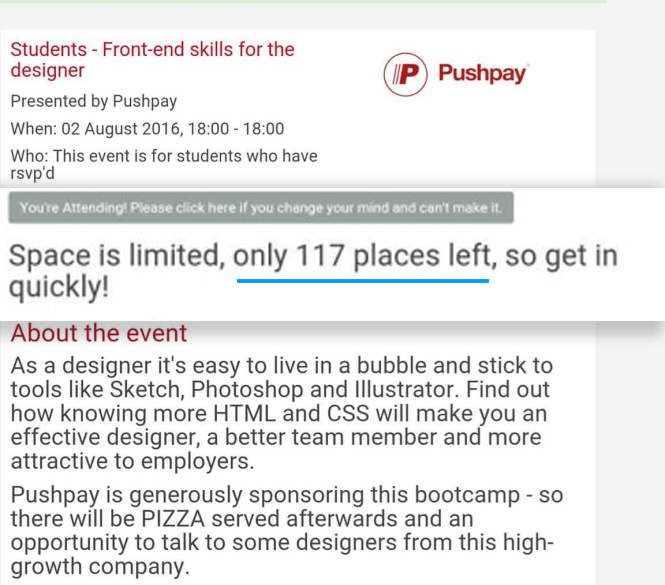 Students - Front-end skills for the
designer
Pushpay
Presented by Pushpay
When: 02 August 2016, 18:00 - 18:00
Who: This event is for students who have
rsvp'd
You're Attending! Please click here if you change your mind and can't make it.
Space is limited, only 117 places left, so get in
quickly!
About the event
As a designer it's easy to live in a bubble and stick to
tools like Sketch, Photoshop and Illustrator. Find out
how knowing more HTML and CSS will make you an
effective designer, a better team member and more
attractive to employers.
Pushpay is generously sponsoring this bootcamp - so
there will be PIZZA served afterwards and an
opportunity to talk to some designers from this high-
growth company.